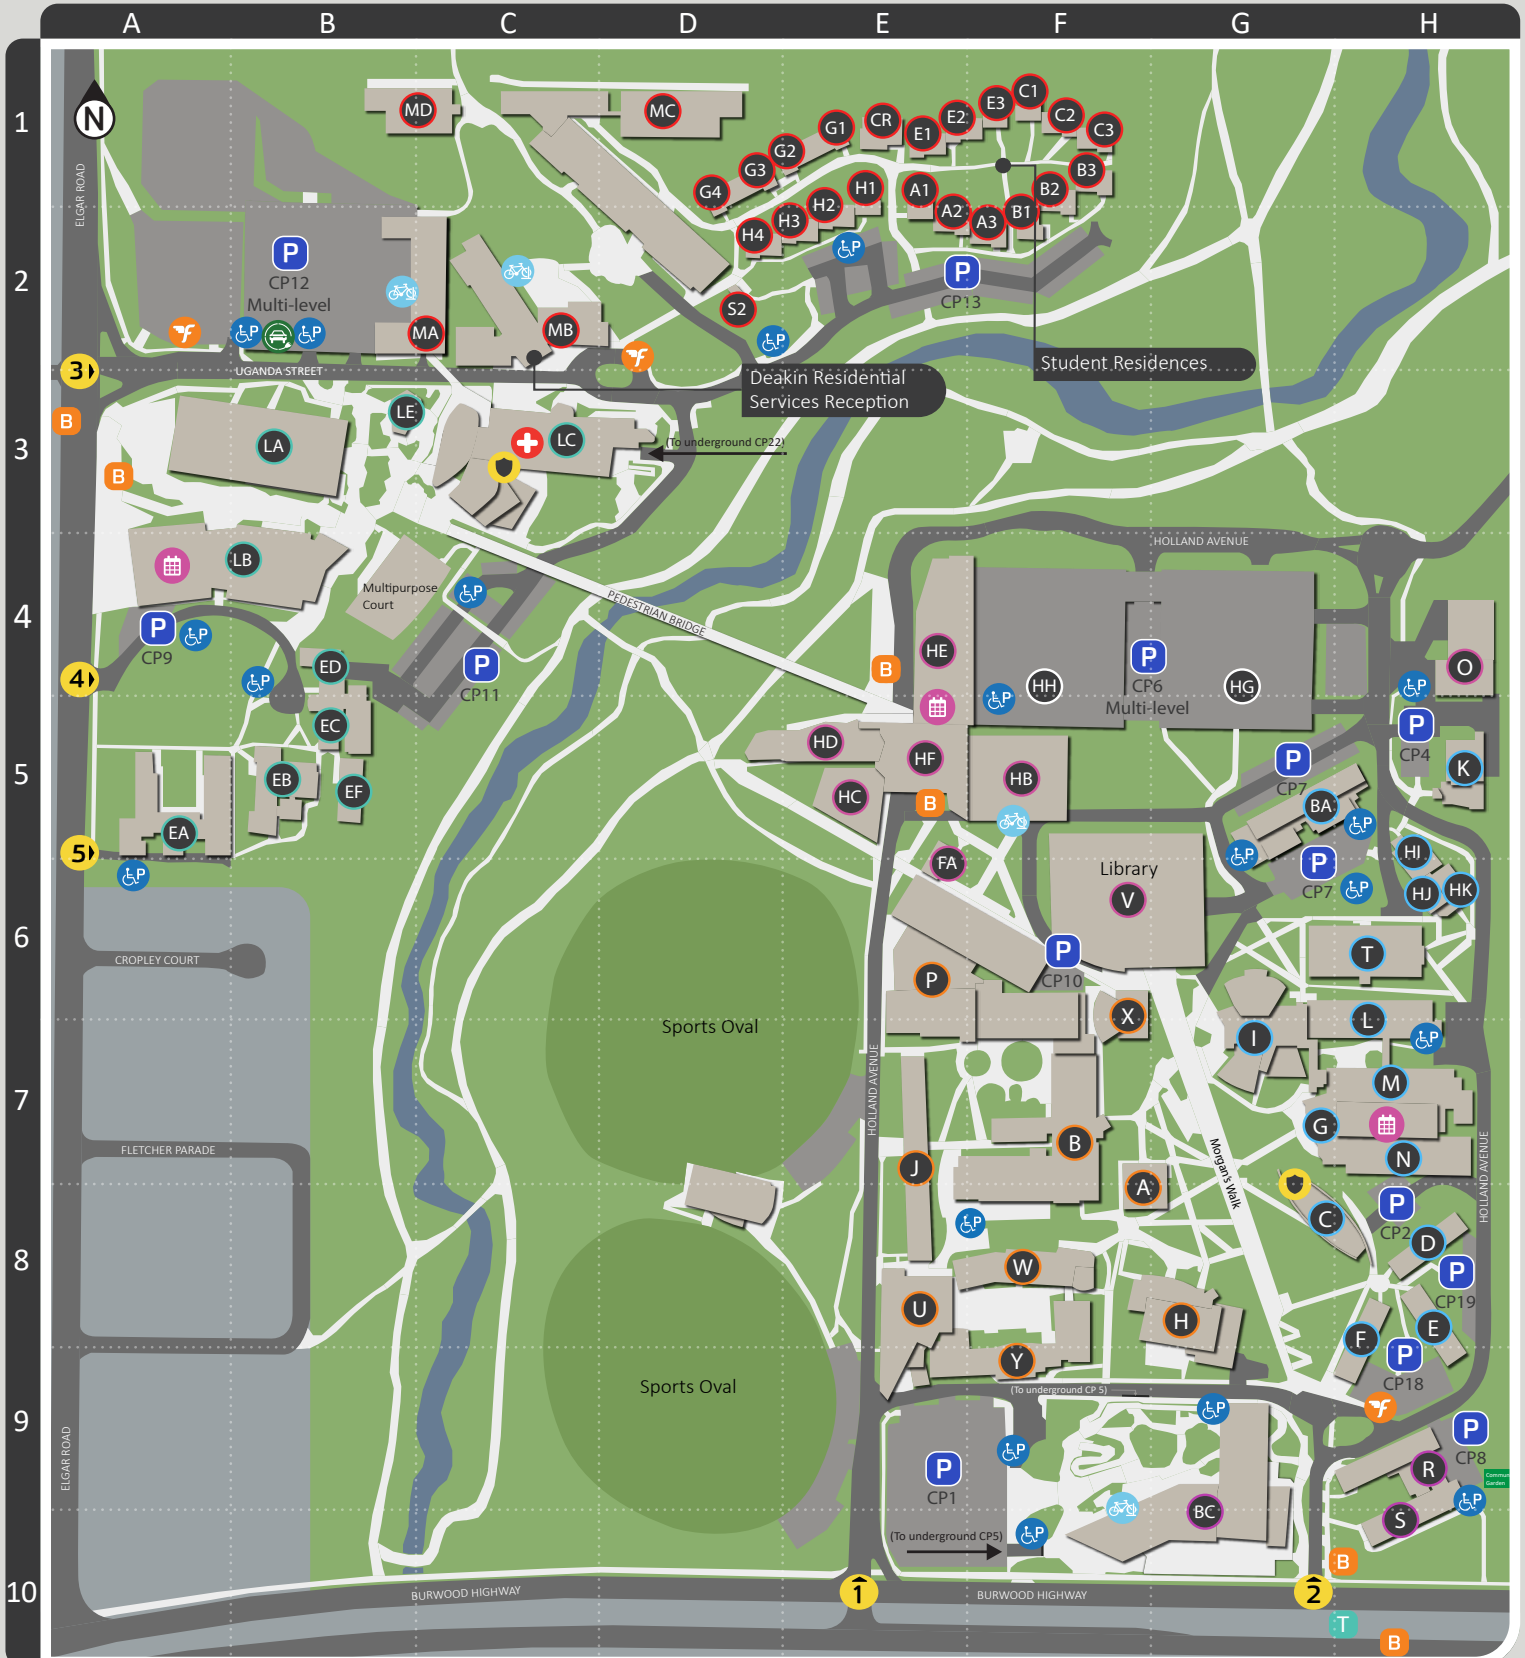 A B C D E F G H
1
N
MD
MC
G1 CR E1 E2 E3 C1 C2 C3
G4 G3 G2
H4 H3 H2 H1
A1 A2 A3 B1 B2 B3
ELGAR ROAD
2
P
CP12
Multi-level
MA
MB
S2
P
CP13
Student Residences
3
UGANDA STREET
Deakin Residential
Services Reception
B
3
LE
LA
LC
(To underground CP22)
B
HOLLAND AVENUE
LB
Multipurpose
Court
PEDESTRIAN BRIDGE
4
P
CP9
P
CP11
ED
4
B
HE
HH
P
CP6
Multi-level
HG
O
P
CP4
5
EC
EB
EF
EA
HD
HF
HC
HB
B
P
CP7
BA
K
5
FA
Library
V
P
CP7
HI
HJ
HK
6
CROPLEY COURT
P
P
CP10
T
Sports Oval
X
I
L
7
HOLLAND AVENUE
M
G
N
FLETCHER PARADE
J
B
A
Morgan's Walk
HOLLAND AVENUE
P
CP2
C
D
8
W
U
H
P
CP19
F
E
Y
P
CP18
Sports Oval
(To underground CP 5)
9
ELGAR ROAD
P
CP1
P
CP8
R
Garden
BC
S
(To underground CP5)
B
10
BURWOOD HIGHWAY
1
BURWOOD HIGHWAY
2
T
B